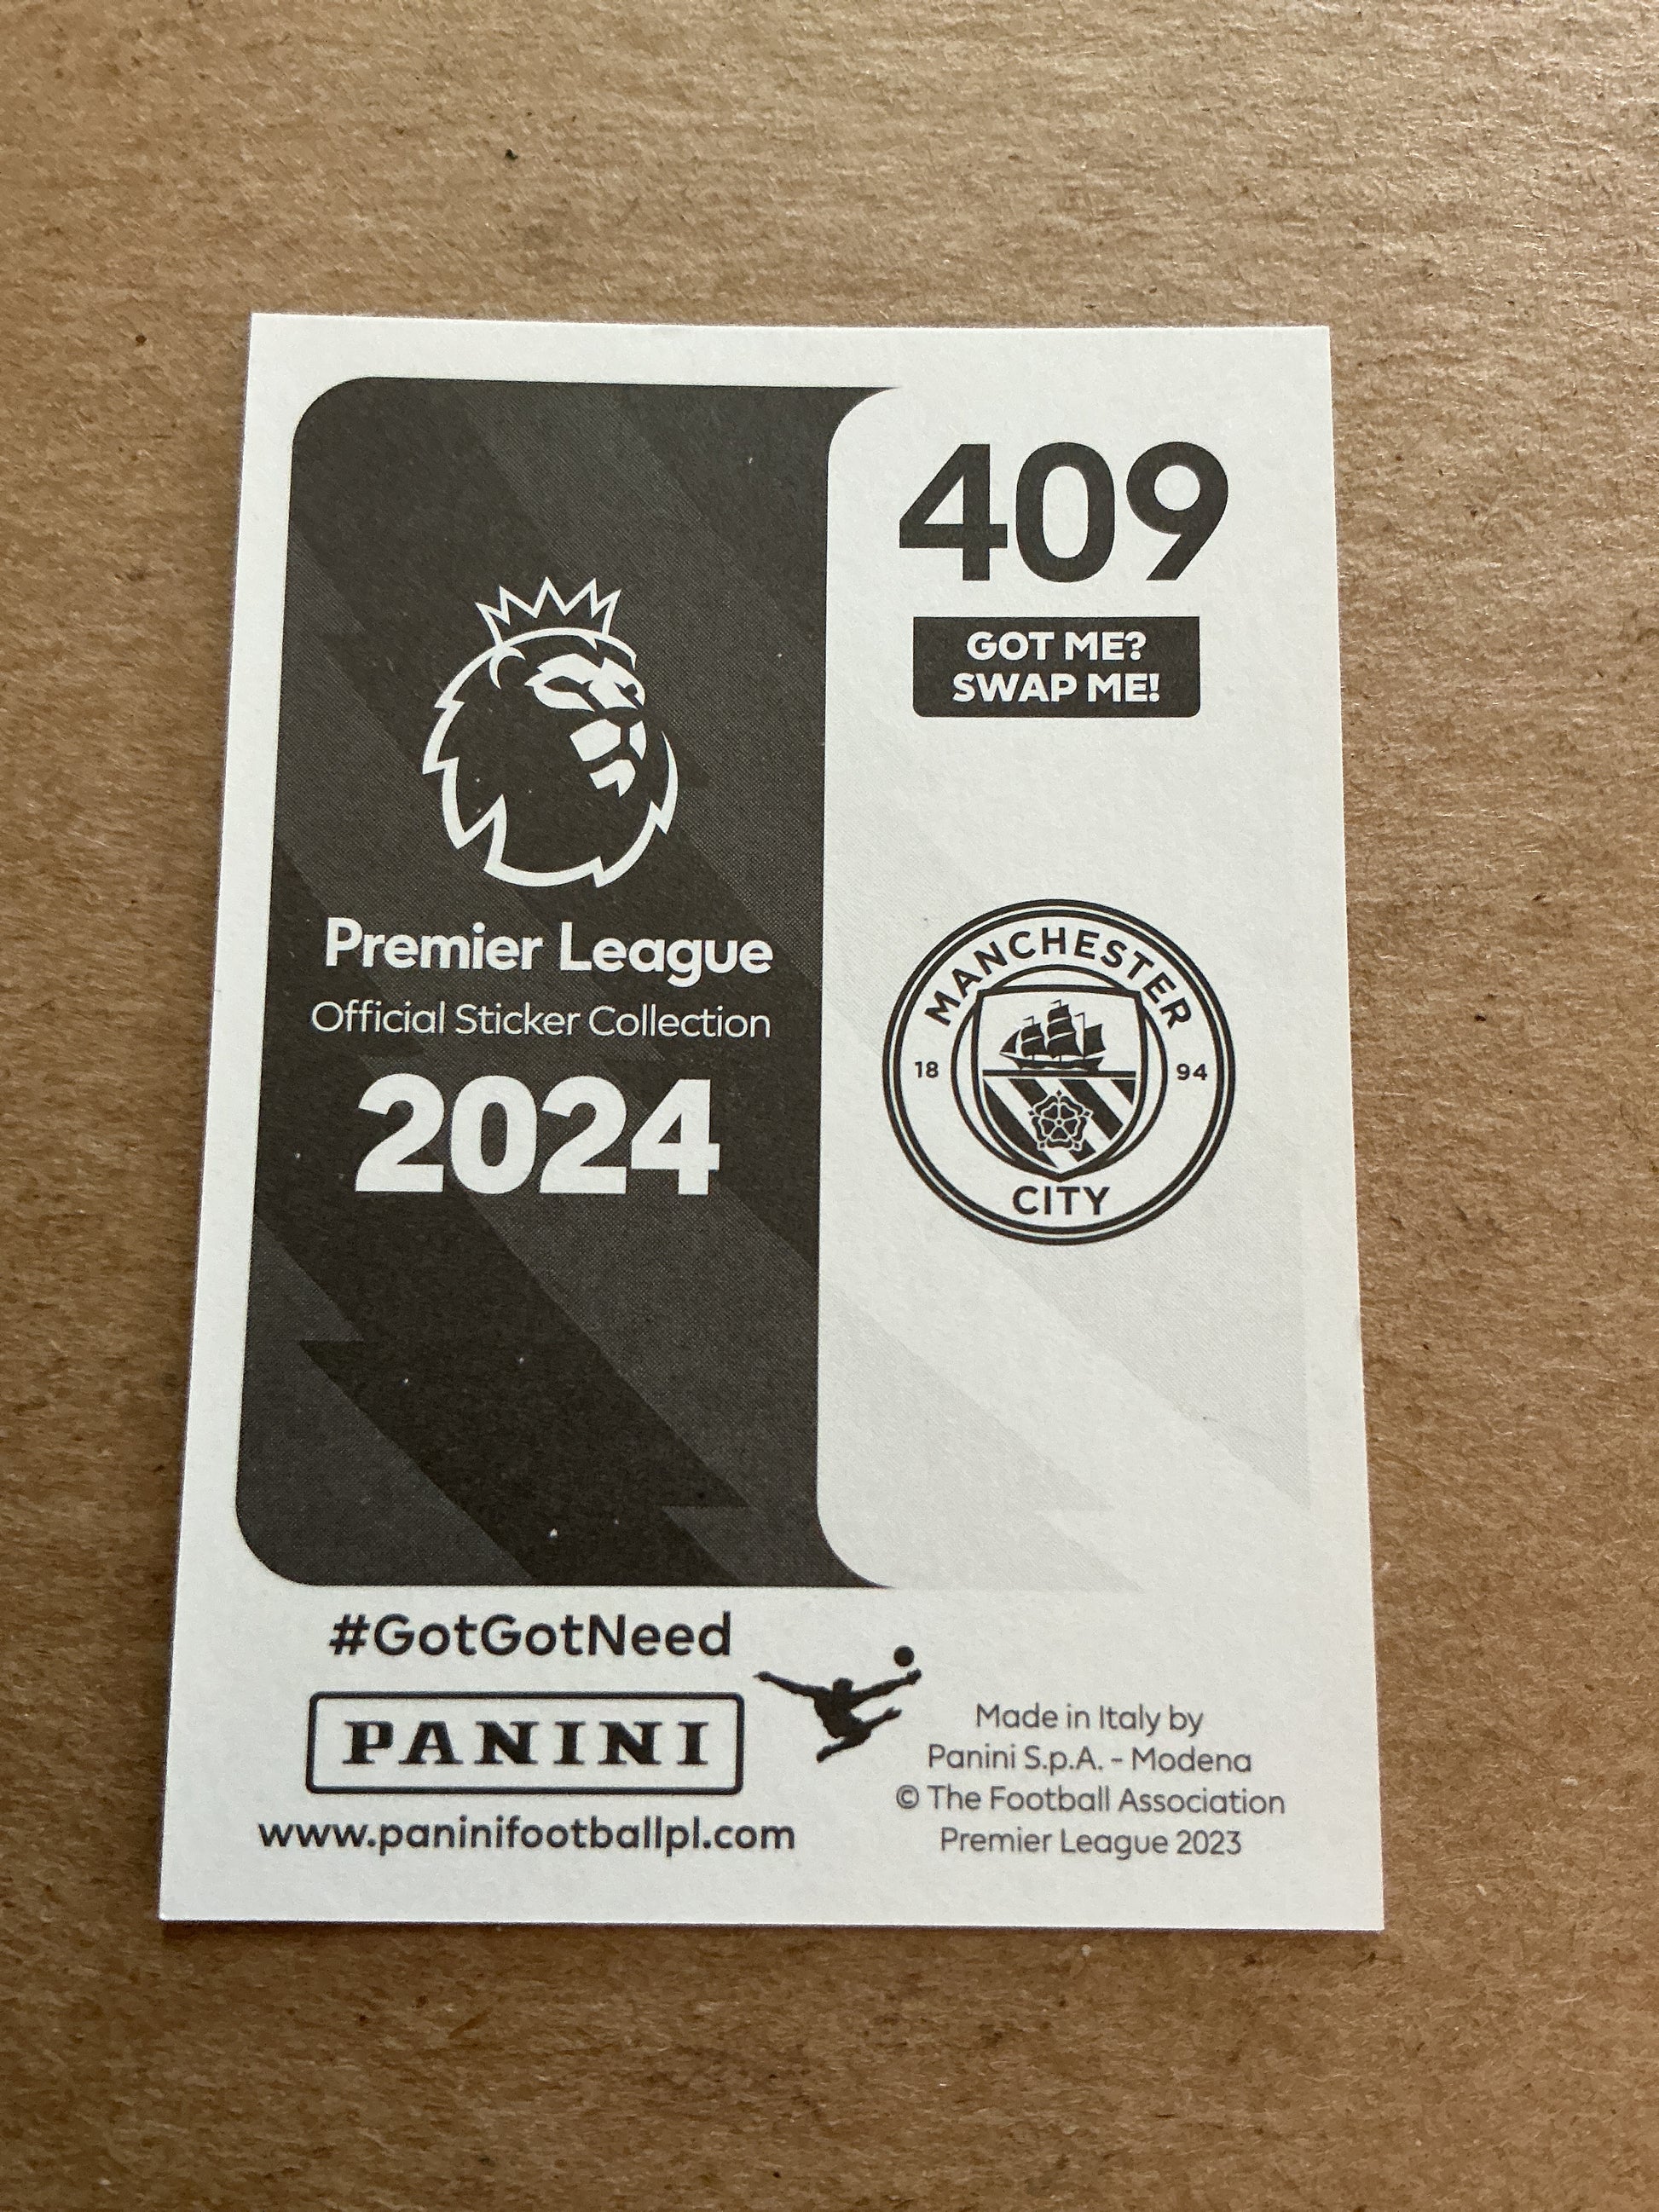 409
GOT ME?
SWAP ME!
Premier League
Official Sticker Collection
2024
MANCHESTER
18 94
CITY
#GotGotNeed
PANINI
www.paninifootballpl.com
Made in Italy by
Panini S.p.A. - Modena
© The Football Association
Premier League 2023